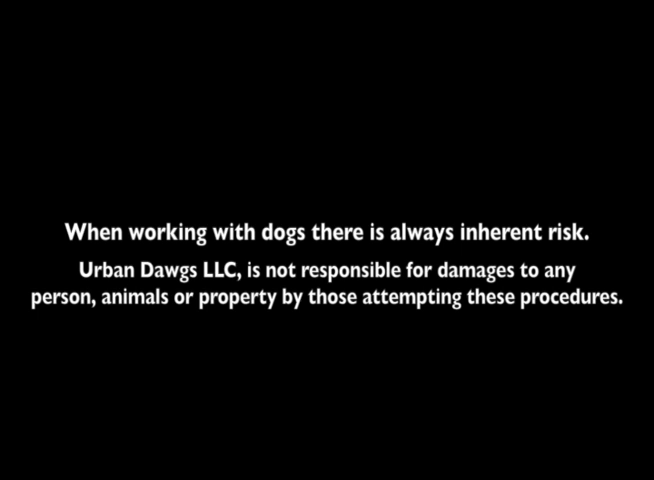 When working with dogs there is always inherent risk.
Urban Dawgs LLC, is not responsible for damages to any
person, animals or property by those attempting these procedures.